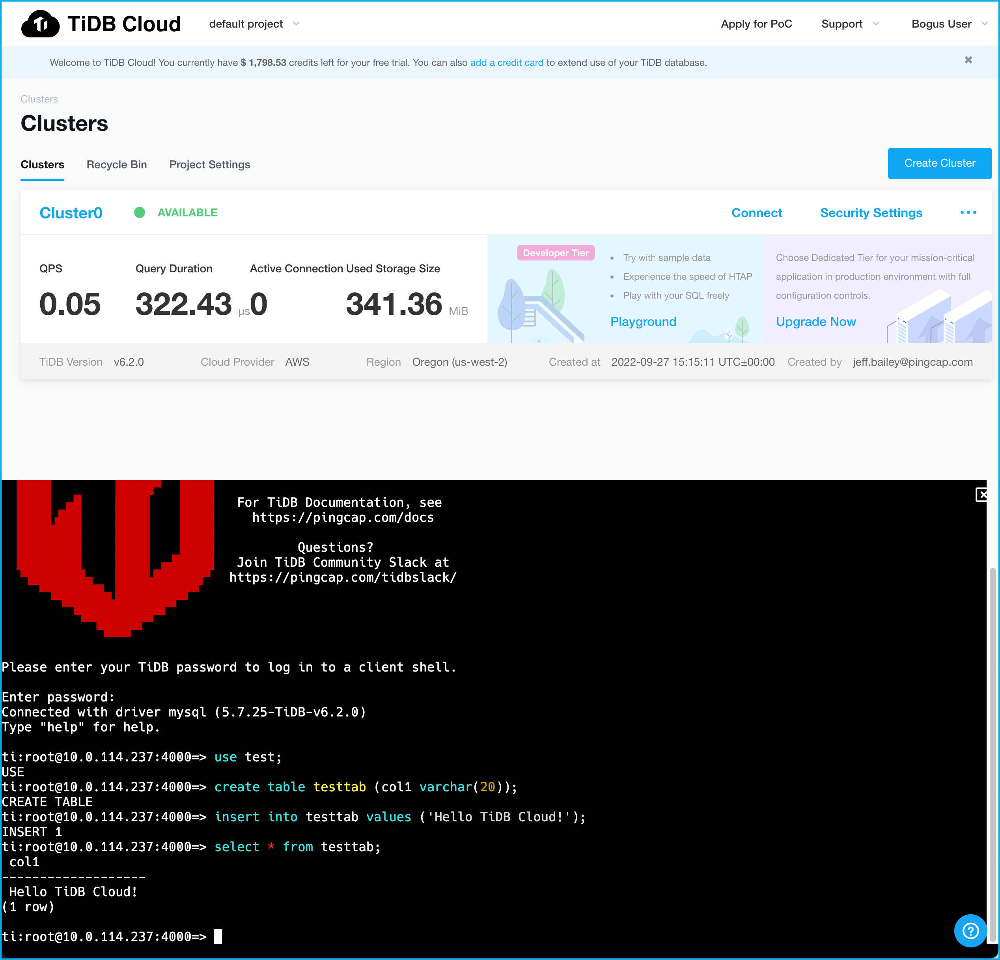 TiDB Cloud default project Apply for PoC Support Bogus User
Welcome to TiDB Cloud! You currently have $ 1,798.53 credits left for your free trial. You can also add a credit card to extend use of your TiDB database.
Clusters
Clusters
Clusters Recycle Bin Project Settings Create Cluster
Cluster0 AVAILABLE Connect Security Settings
QPS Query Duration Active Connection Used Storage Size
0.05 322.43 µs 0 341.36 MiB
Developer Tier
Try with sample data
Experience the speed of HTAP
Play with your SQL freely
Playground
Choose Dedicated Tier for your mission-critical
application in production environment with full
configuration controls.
Upgrade Now
TiDB Version v6.2.0 Cloud Provider AWS Region Oregon (us-west-2) Created at 2022-09-27 15:15:11 UTC±00:00 Created by jeff.bailey@pingcap.com
For TiDB Documentation, see
https://pingcap.com/docs
Questions?
Join TiDB Community Slack at
https://pingcap.com/tidbslack/
Please enter your TiDB password to log in to a client shell.
Enter password:
Connected with driver mysql (5.7.25-TiDB-v6.2.0)
Type "help" for help.
ti:root@10.0.114.237:4000=> use test;
USE
ti:root@10.0.114.237:4000=> create table testtab (col1 varchar(20));
CREATE TABLE
ti:root@10.0.114.237:4000=> insert into testtab values ('Hello TiDB Cloud!');
INSERT 1
ti:root@10.0.114.237:4000=> select * from testtab;
col1
-------------------
Hello TiDB Cloud!
(1 row)
ti:root@10.0.114.237:4000=>